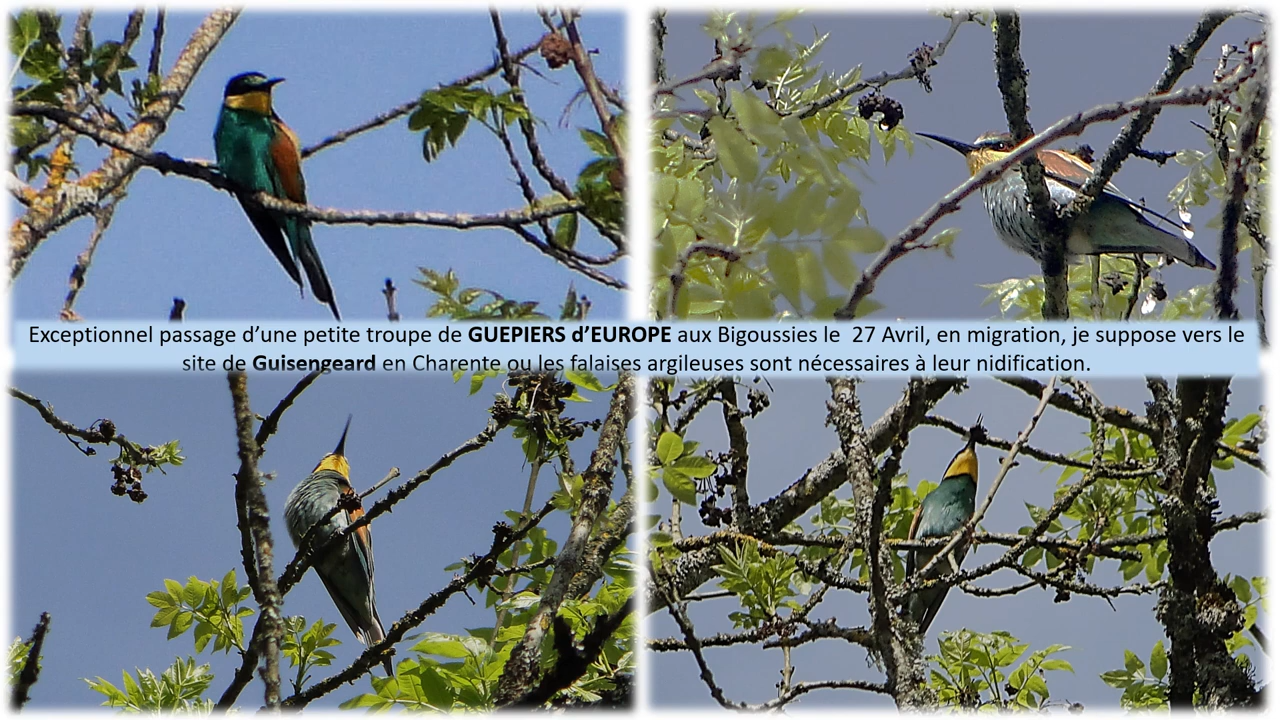 Exceptionnel passage d’une petite troupe de GUEPIERS d’EUROPE aux Bigoussies le  27 Avril, en migration, je suppose vers le
site de Guisengeard en Charente ou les falaises argileuses sont nécessaires à leur nidification.